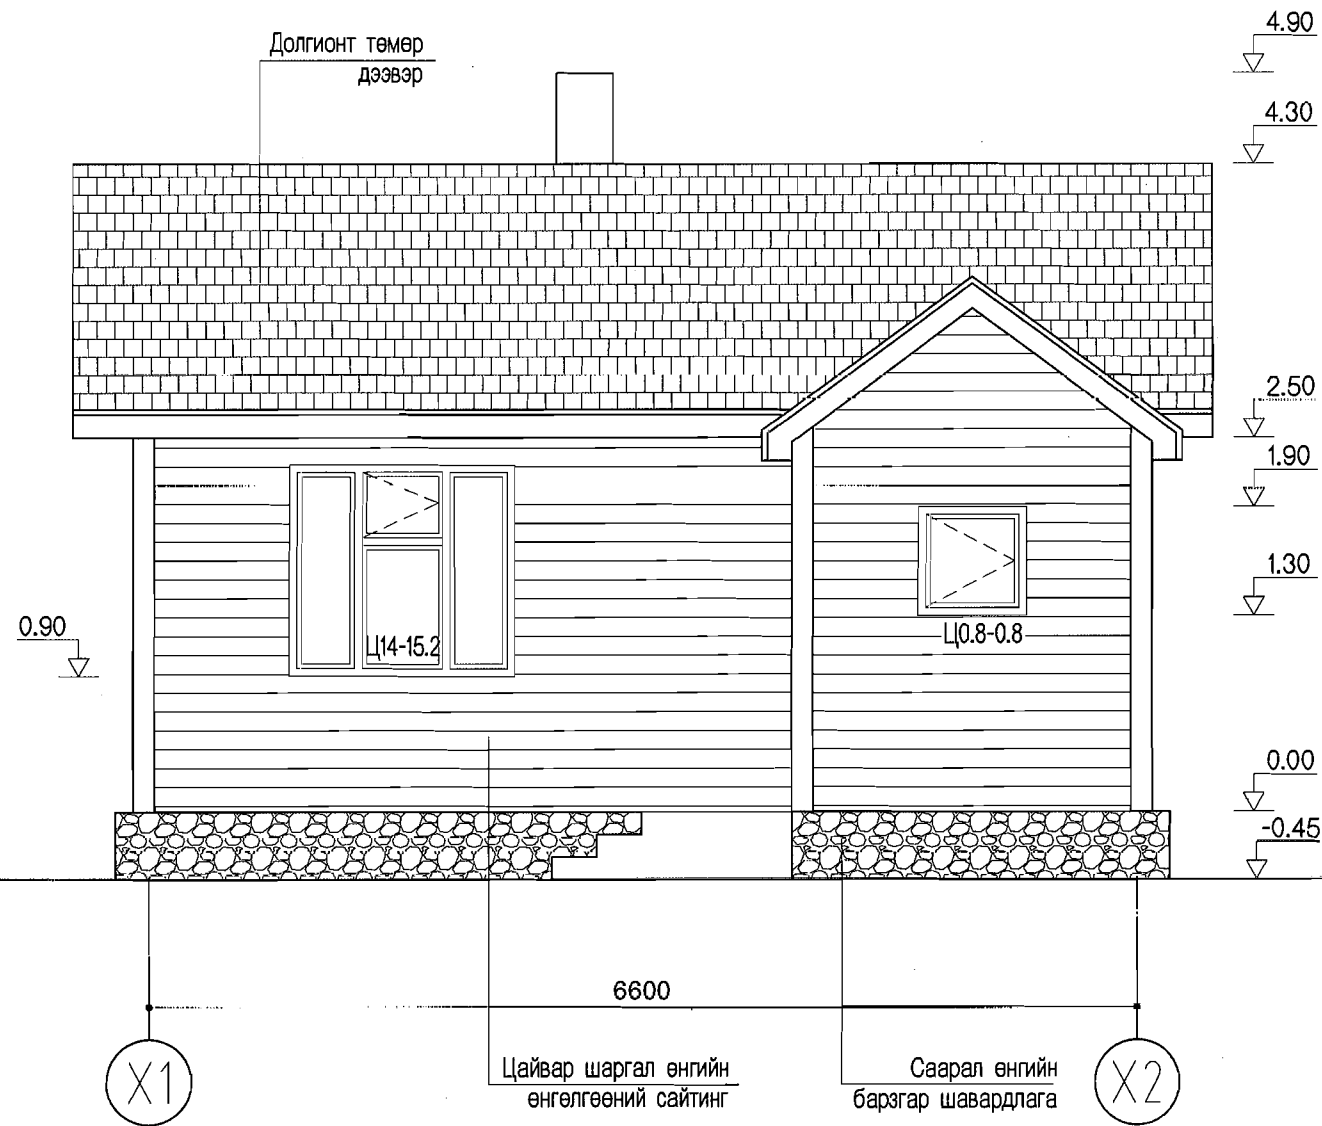 Долгионт төмөр
дээвэр
4.90
4.30
2.50
1.90
1.30
0.90
Ц14-15.2
Ц0.8-0.8
0.00
-0.45
6600
X1
X2
Цайвар шаргал өнгийн
өнгөлгөөний сайтинг
Саарал өнгийн
барзгар шавардлага